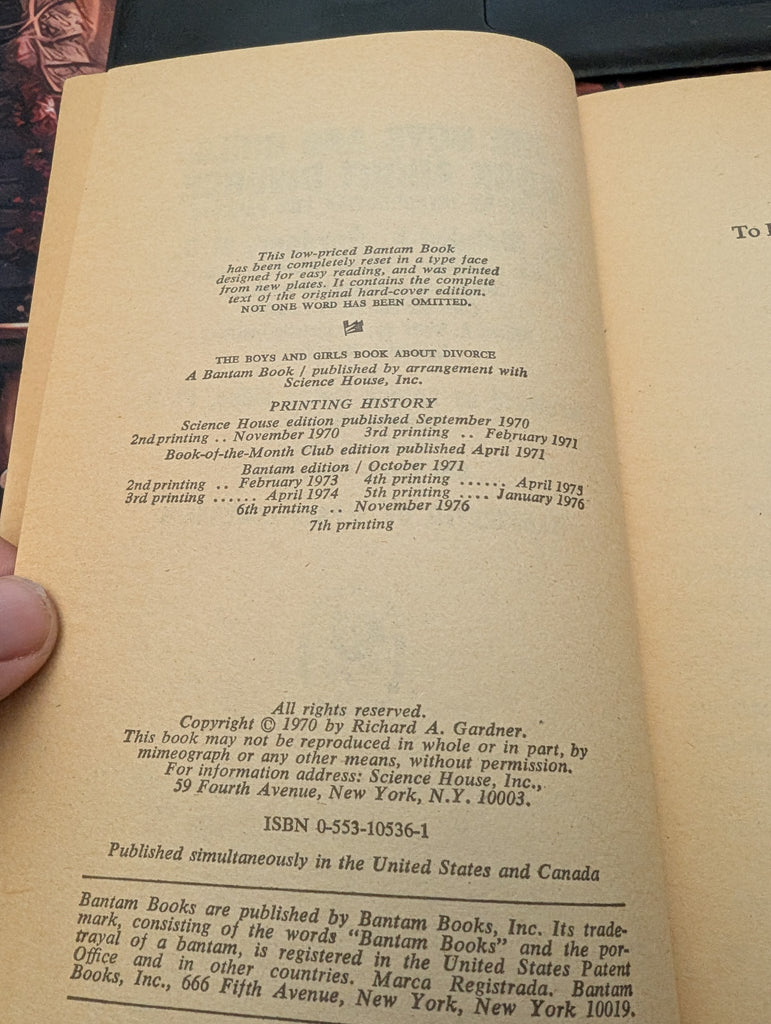 This low-priced Bantam Book
has been completely reset in a type face
designed for easy reading, and was printed
from new plates. It contains the complete
text of the original hard-cover edition.
NOT ONE WORD HAS BEEN OMITTED.
THE BOYS AND GIRLS BOOK ABOUT DIVORCE
A Bantam Book / published by arrangement with
Science House, Inc.
PRINTING HISTORY
Science House edition published September 1970
2nd printing .. November 1970 3rd printing .. February 1971
Book-of-the-Month Club edition published April 1971
Bantam edition / October 1971
2nd printing .. February 1973 4th printing ...... April 1973
3rd printing ...... April 1974 5th printing .... January 1976
6th printing .. November 1976
7th printing
All rights reserved.
Copyright © 1970 by Richard A. Gardner.
This book may not be reproduced in whole or in part, by
mimeograph or any other means, without permission.
For information address: Science House, Inc.,
59 Fourth Avenue, New York, N.Y. 10003.
ISBN 0-553-10536-1
Published simultaneously in the United States and Canada
Bantam Books are published by Bantam Books, Inc. Its trade-
mark, consisting of the words "Bantam Books" and the por-
trayal of a bantam, is registered in the United States Patent
Office and in other countries. Marca Registrada. Bantam
Books, Inc., 666 Fifth Avenue, New York, New York 10019.
To